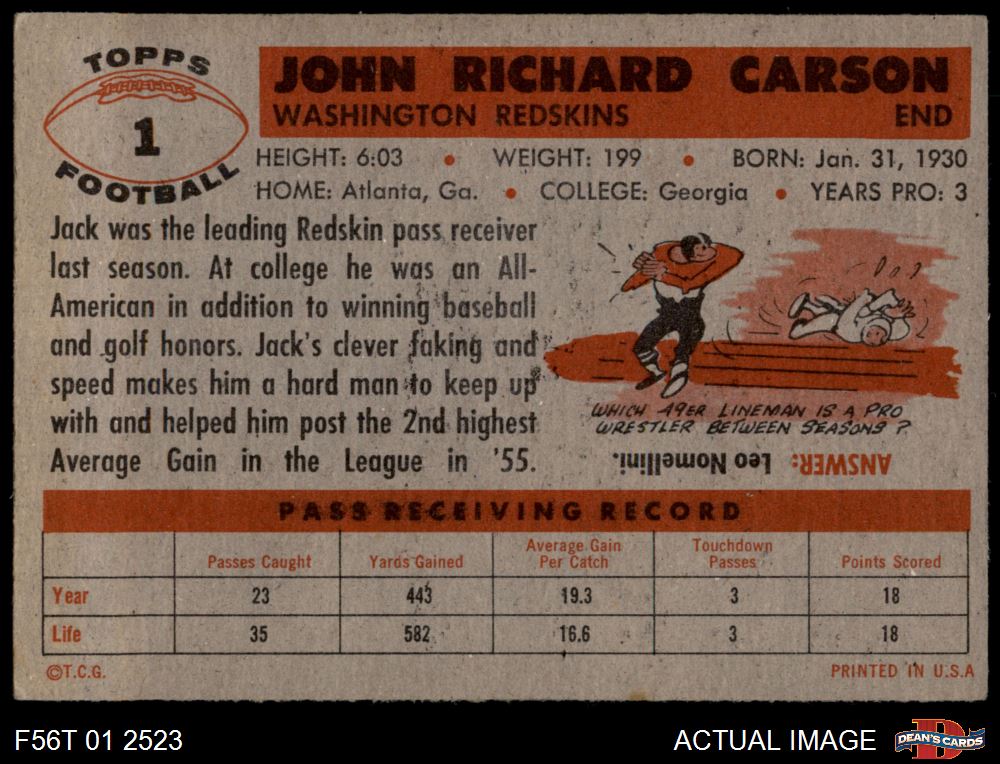 TOPPS
1
FOOTBALL
JOHN RICHARD CARSON
WASHINGTON REDSKINS END
HEIGHT: 6:03 • WEIGHT: 199 • BORN: Jan. 31, 1930
HOME: Atlanta, Ga. • COLLEGE: Georgia • YEARS PRO: 3
Jack was the leading Redskin pass receiver
last season. At college he was an All-
American in addition to winning baseball
and golf honors. Jack's clever faking and
speed makes him a hard man to keep up
with and helped him post the 2nd highest
Average Gain in the League in '55.
WHICH 49ER LINEMAN IS A PRO
WRESTLER BETWEEN SEASONS?
ANSWER: Leo Nomellini.
PASS RECEIVING RECORD
Passes Caught Yards Gained Average Gain Per Catch Touchdown Passes Points Scored
Year 23 443 19.3 3 18
Life 35 582 16.6 3 18
©T.C.G. PRINTED IN U.S.A
F56T 01 2523 ACTUAL IMAGE DEAN'S CARDS